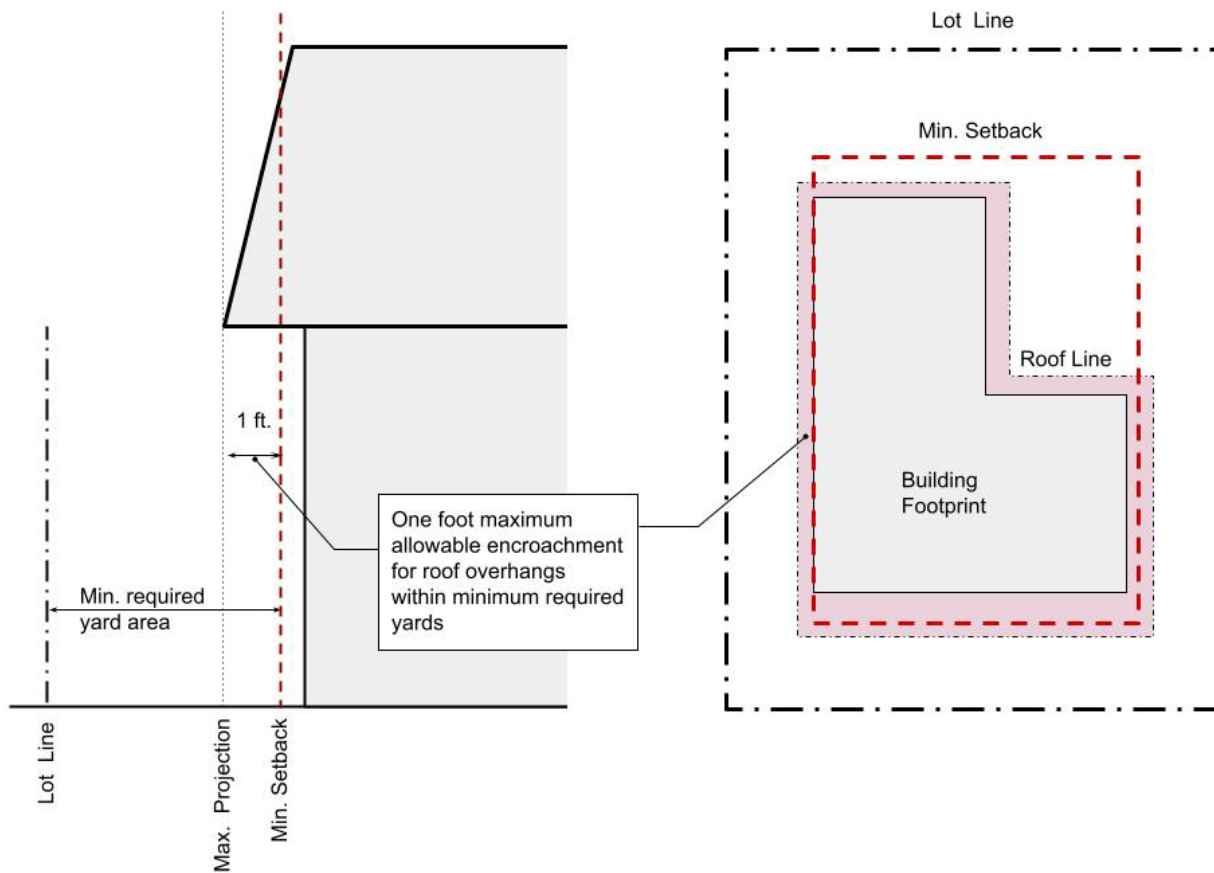 Lot Line
Min. Setback
Roof Line
1 ft.
Building
Footprint
One foot maximum
allowable encroachment
for roof overhangs
within minimum required
yards
Min. required
yard area
Lot Line
Max. Projection
Min. Setback